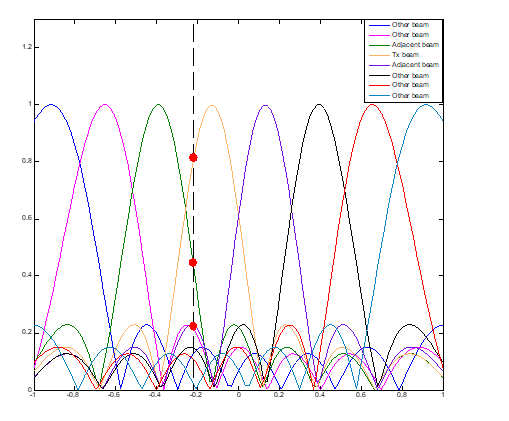 1.2
1
0.8
0.6
0.4
0.2
0
-1
-0.8
-0.6
-0.4
-0.2
0
0.2
0.4
0.6
0.8
1
Other beam
Other beam
Adjacent beam
Tx beam
Adjacent beam
Other beam
Other beam
Other beam